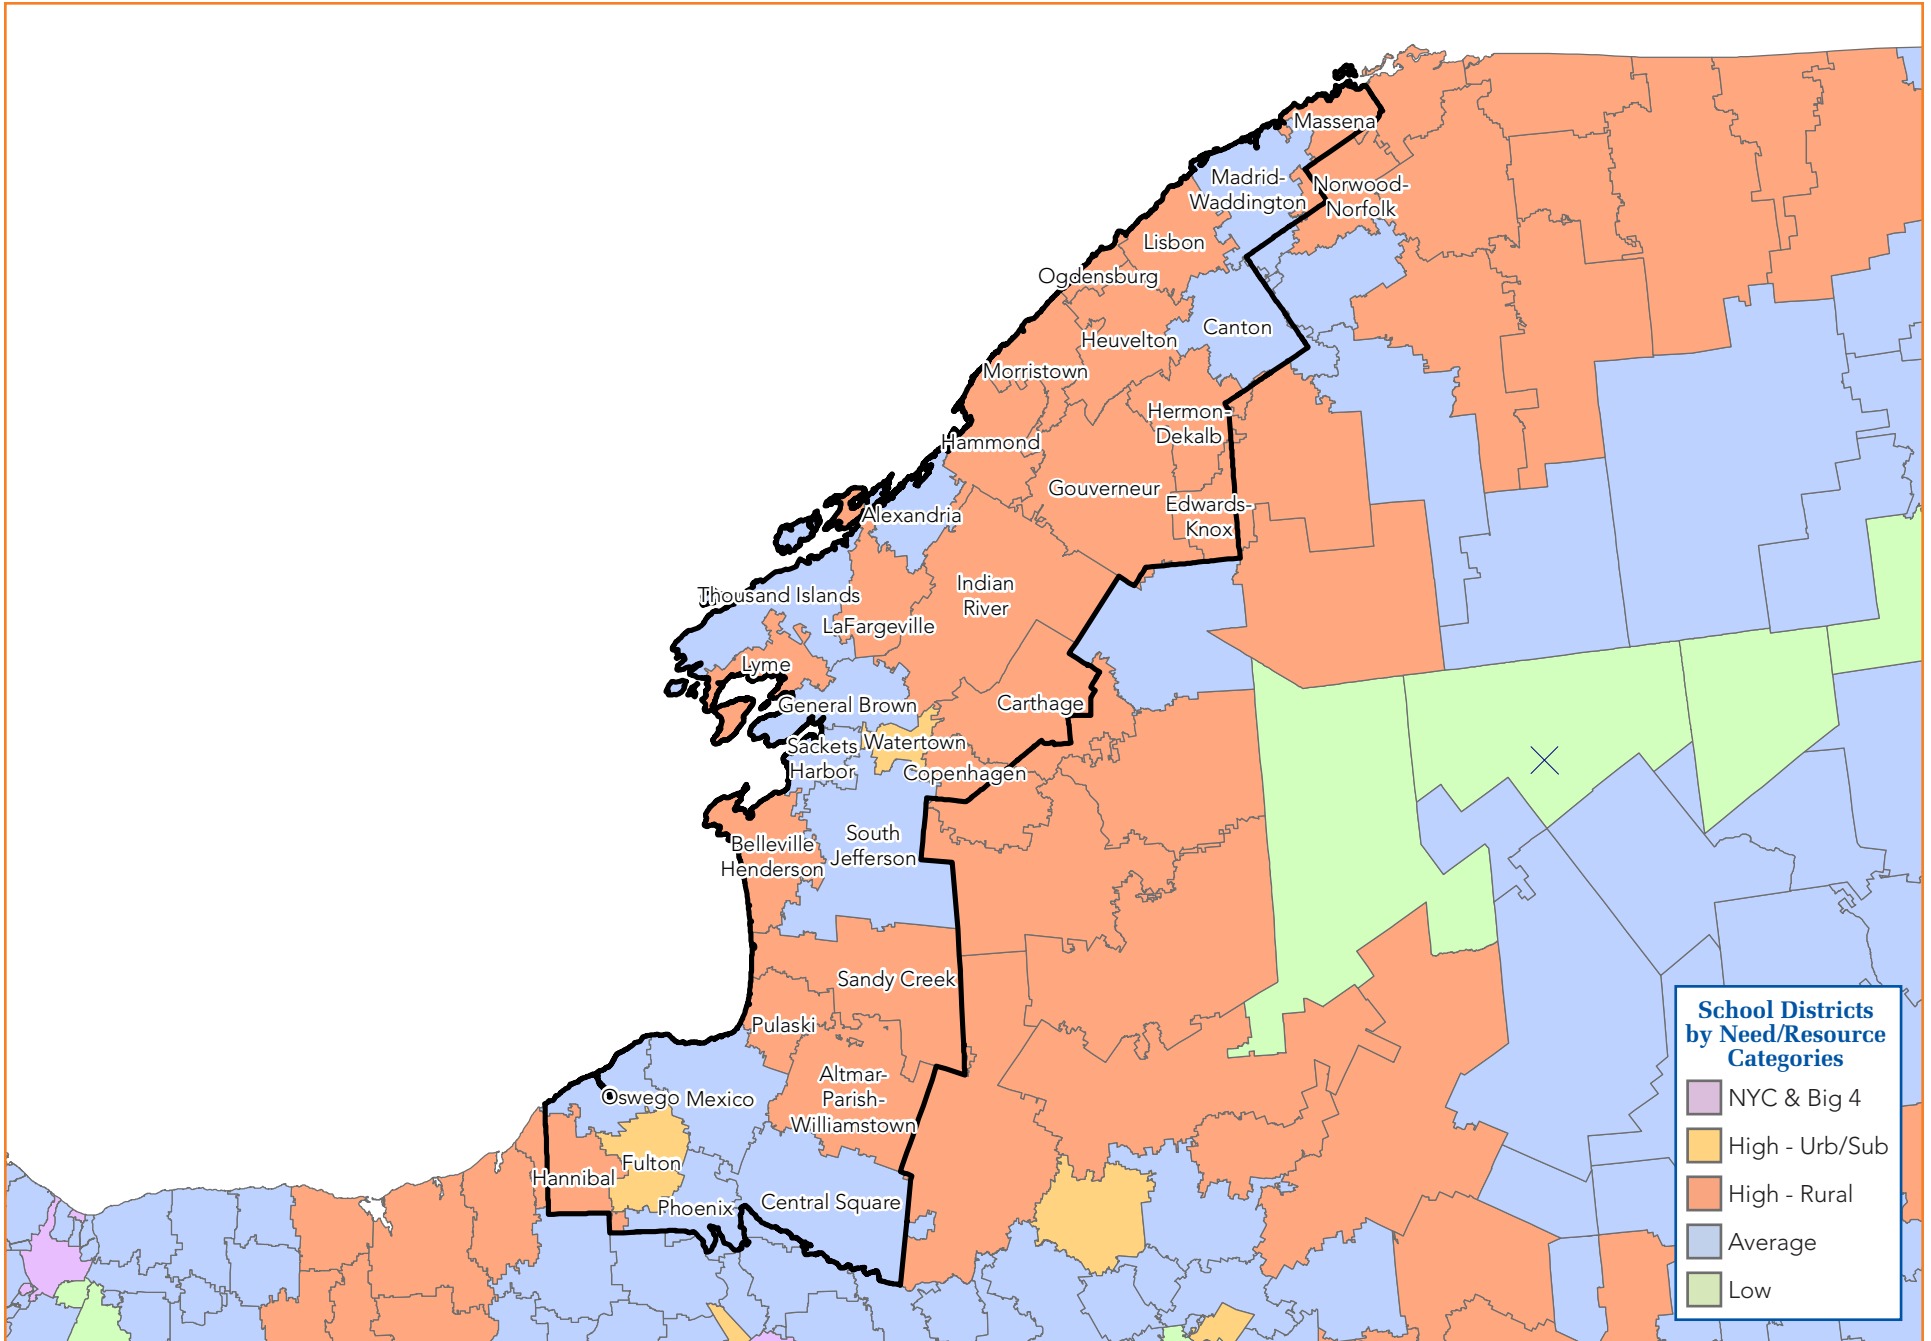 Massena
Madrid-
Waddington
Norwood-
Norfolk
Lisbon
Ogdensburg
Canton
Heuvelton
Morristown
Hermon-
Dekalb
Hammond
Gouverneur
Edwards-
Knox
Alexandria
Indian
River
Thousand Islands
LaFargeville
Lyme
Carthage
General Brown
Sackets
Harbor
Watertown
Copenhagen
South
Jefferson
Belleville
Henderson
Sandy Creek
Pulaski
Altmar-
Parish-
Williamstown
Oswego
Mexico
Fulton
Hannibal
Phoenix
Central Square
School Districts
by Need/Resource
Categories
NYC & Big 4
High - Urb/Sub
High - Rural
Average
Low